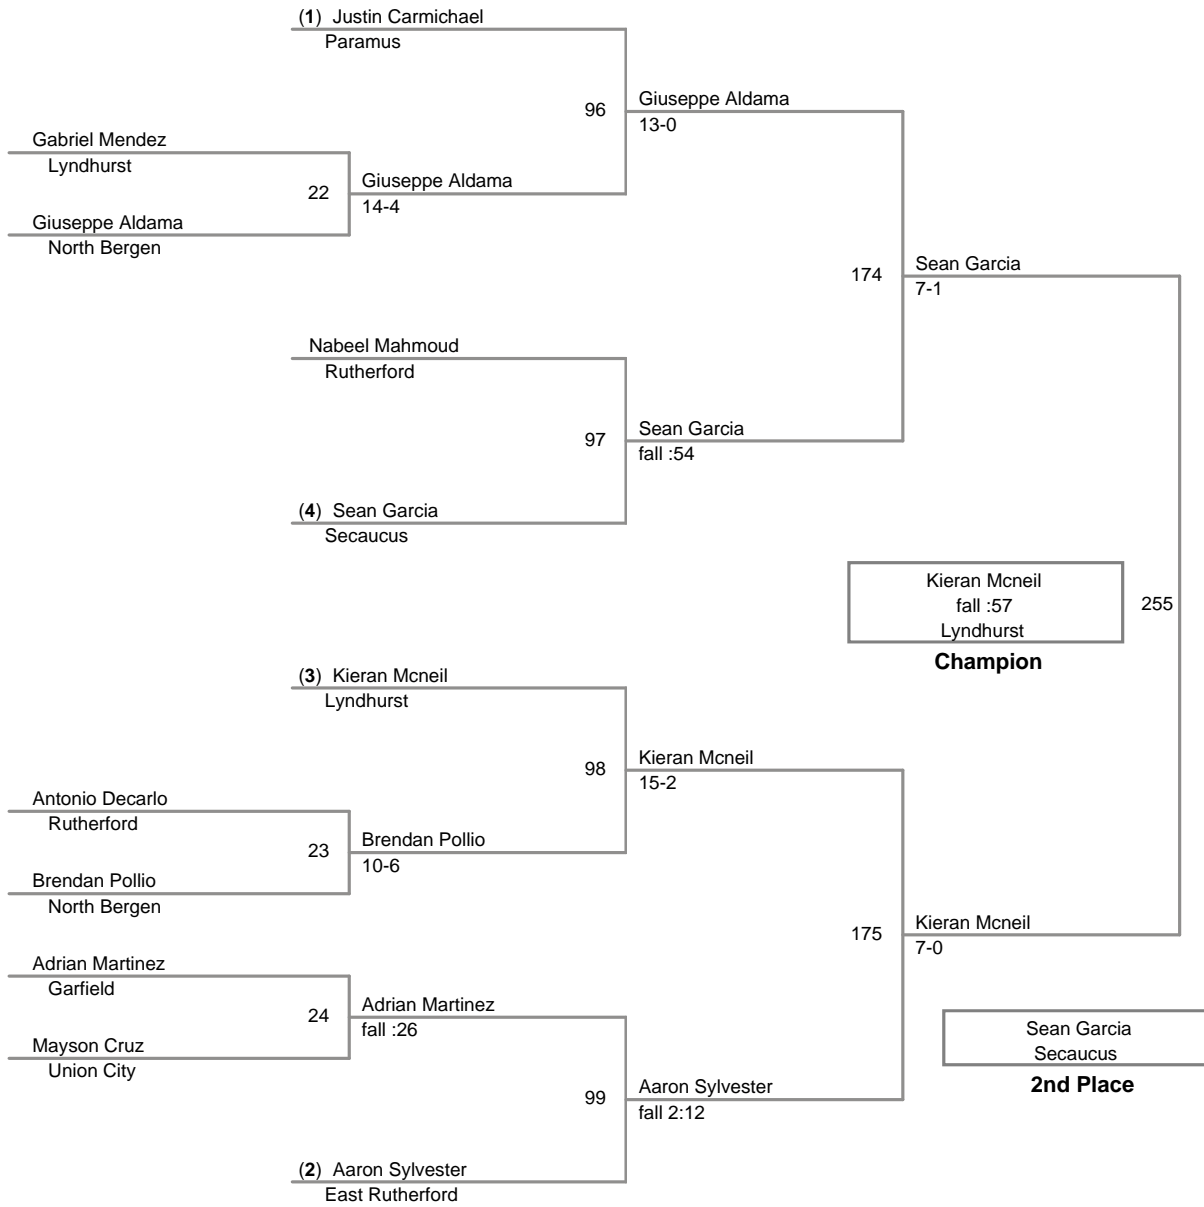 (1) Justin Carmichael
Paramus
96
Giuseppe Aldama
13-0
Gabriel Mendez
Lyndhurst
22
Giuseppe Aldama
14-4
Giuseppe Aldama
North Bergen
174
Sean Garcia
7-1
Nabeel Mahmoud
Rutherford
97
Sean Garcia
fall :54
(4) Sean Garcia
Secaucus
Kieran Mcneil
fall :57
Lyndhurst
Champion
255
(3) Kieran Mcneil
Lyndhurst
98
Kieran Mcneil
15-2
Antonio Decarlo
Rutherford
23
Brendan Pollio
10-6
Brendan Pollio
North Bergen
175
Kieran Mcneil
7-0
Adrian Martinez
Garfield
24
Adrian Martinez
fall :26
Mayson Cruz
Union City
Sean Garcia
Secaucus
2nd Place
99
Aaron Sylvester
fall 2:12
(2) Aaron Sylvester
East Rutherford